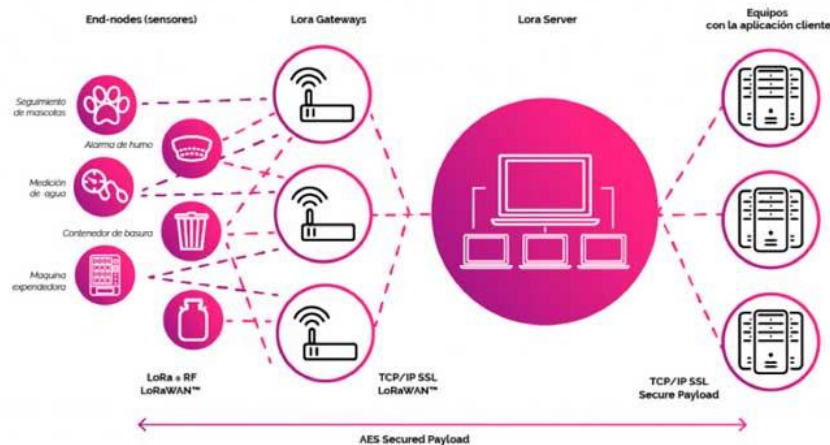 End-nodes (sensores)
Lora Gateways
Lora Server
Equipos
con la aplicación cliente
Seguimiento
de mascotas
Alarma de humo
Medición
de agua
Contenedor de basura
Maquina
expendedora
LoRa ® RF
LoRaWAN™
TCP/IP SSL
LoRaWAN™
TCP/IP SSL
Secure Payload
AES Secured Payload